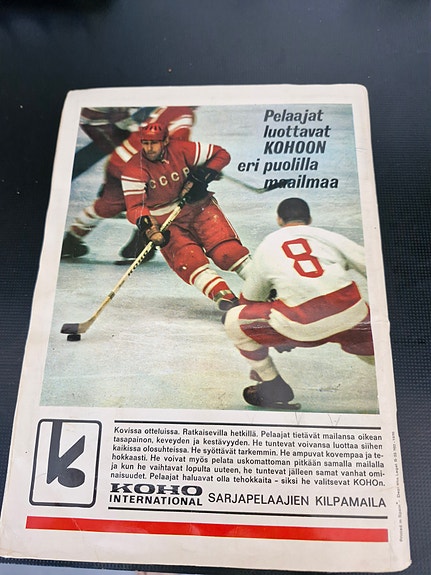 Pelaajat
luottavat
KOHOON
eri puolilla
maailmaa
CCCP
8
Kovissa otteluissa. Ratkaisevilla hetkillä. Pelaajat tietävät mailansa oikean
tasapainon, keveyden ja kestävyyden. He tuntevat voivansa luottaa siihen
kaikissa olosuhteissa. He syöttävät tarkemmin. He ampuvat kovempaa ja te-
hokkaasti. He voivat myös pelata uskomattoman pitkään samalla mailalla
ja kun he vaihtavat lopulta uuteen, he tuntevat jälleen samat vanhat omi-
naisuudet. Pelaajat haluavat olla tehokkaita - siksi he valitsevat KOHOn.
KOHO
INTERNATIONAL SARJAPELAAJIEN KILPAMAILA